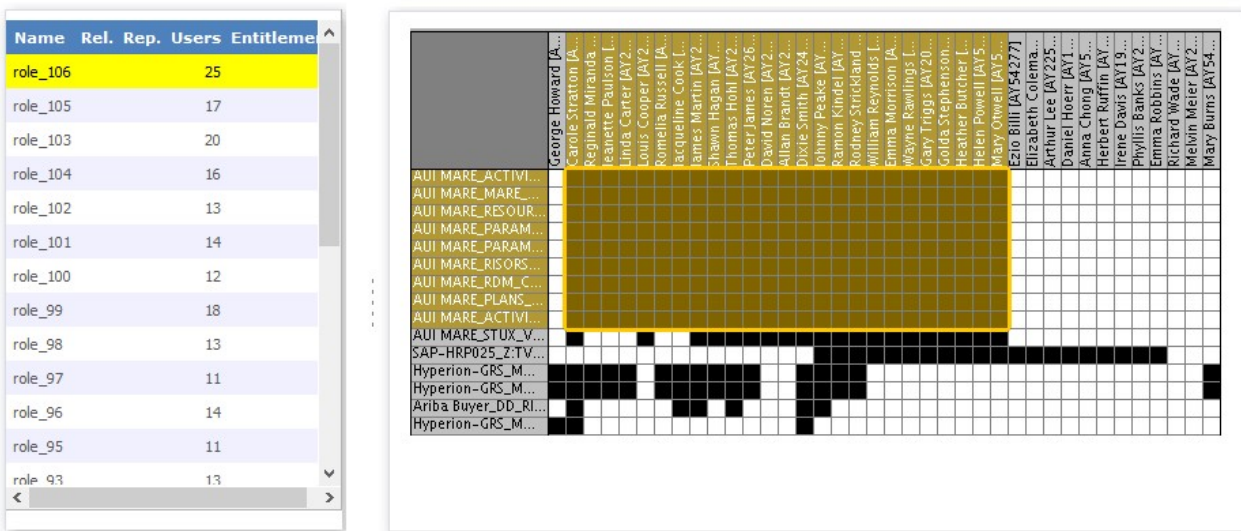 Name Rel. Rep. Users Entitlemer
role_106 25
role_105 17
role_103 20
role_104 16
role_102 13
role_101 14
role_100 12
role_99 18
role_98 13
role_97 11
role_96 14
role_95 11
role_93 13
George Howard [A...
Carole Stratton [A...
Reginald Miranda ...
Jeanette Paulson [...
Linda Carter [AY2...
Louis Cooper [AY2...
Romella Russell [A...
Jacqueline Cook [...
James Martin [AY2...
Shawn Hagan [AY...
Thomas Hohl [AY2...
Peter James [AY26...
David Noren [AY2...
Allan Brandt [AY2...
Dixie Smith [AY24...
Johnny Peake [AY...
Ramon Kindel [AY...
Rodney Strickland ...
William Reynolds [...
Emma Morrison [A...
Wayne Rawlings [...
Gary Triggs [AY20...
Golda Stephenson...
Heather Butcher [...
Helen Powell [AY5...
Mary Otwell [AY5...
Ezio Billi [AY54277]
Elizabeth Colema...
Arthur Lee [AY225...
Daniel Hoerr [AY1...
Anna Chong [AY5...
Herbert Ruffin [AY...
Irene Davis [AY19...
Phyllis Banks [AY2...
Emma Robbins [AY...
Richard Wade [AY...
Melvin Meier [AY2...
Mary Burns [AY54...
AUI MARE_ACTIVI...
AUI MARE_MARE_...
AUI MARE_RESOUR...
AUI MARE_PARAM...
AUI MARE_PARAM...
AUI MARE_RISORS...
AUI MARE_RDM_C...
AUI MARE_PLANS_...
AUI MARE_ACTIVI...
AUI MARE_STUX_V...
SAP-HRP025_Z:TV...
Hyperion-GRS_M...
Hyperion-GRS_M...
Ariba Buyer_DD_RI...
Hyperion-GRS_M...